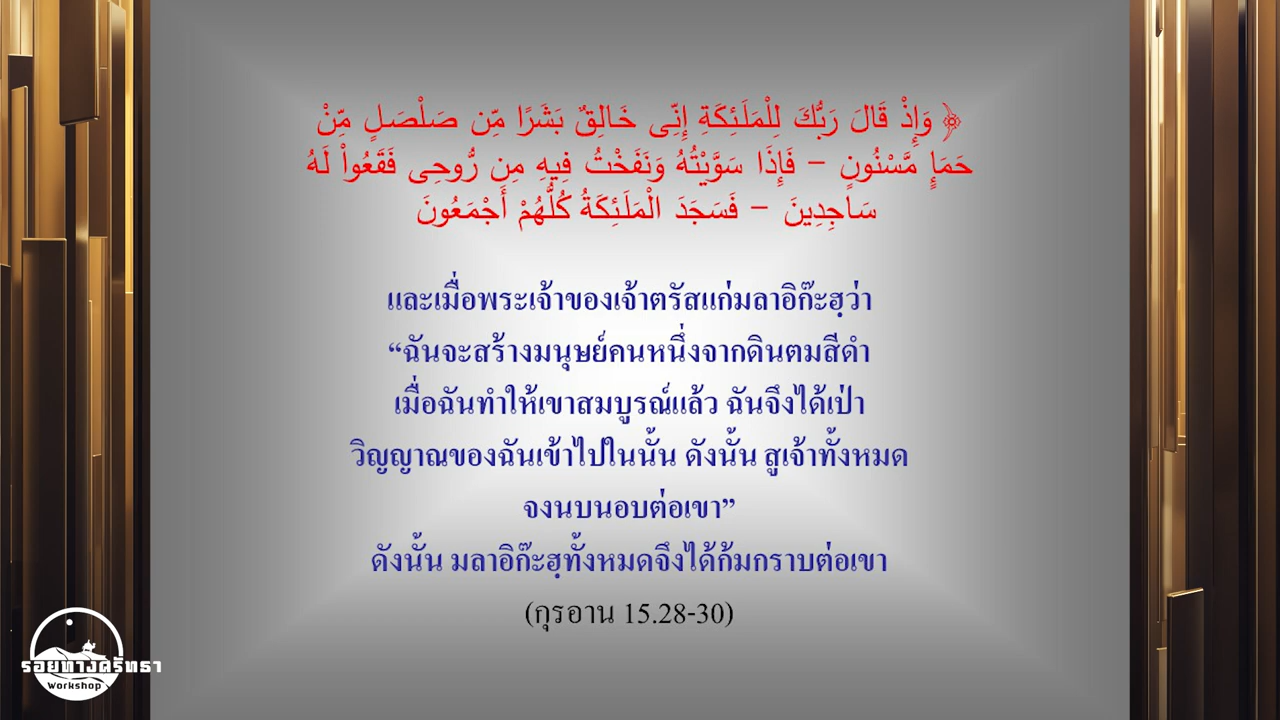 ﴿ وَإِذْ قَالَ رَبُّكَ لِلْمَلَئِكَةِ إِنِّى خَالِقٌ بَشَرًا مِّن صَلْصَلٍ مِّنْ
حَمَإٍ مَّسْنُونٍ – فَإِذَا سَوَّيْتُهُ وَنَفَخْتُ فِيهِ مِن رُّوحِى فَقَعُواْ لَهُ
سَاجِدِينَ – فَسَجَدَ الْمَلَئِكَةُ كُلُّهُمْ أَجْمَعُونَ
และเมื่อพระเจ้าของเจ้าตรัสแก่มลาอิก๊ะฮฺว่า
“ฉันจะสร้างมนุษย์คนหนึ่งจากดินตมสีดำ
เมื่อฉันทำให้เขาสมบูรณ์แล้ว ฉันจึงได้เป่า
วิญญาณของฉันเข้าไปในนั้น ดังนั้น สูเจ้าทั้งหมด
จงนบนอบต่อเขา”
ดังนั้น มลาอิก๊ะฮฺทั้งหมดจึงได้ก้มกราบต่อเขา
(กุรอาน 15.28-30)
รอยทางศรัทธา
Workshop